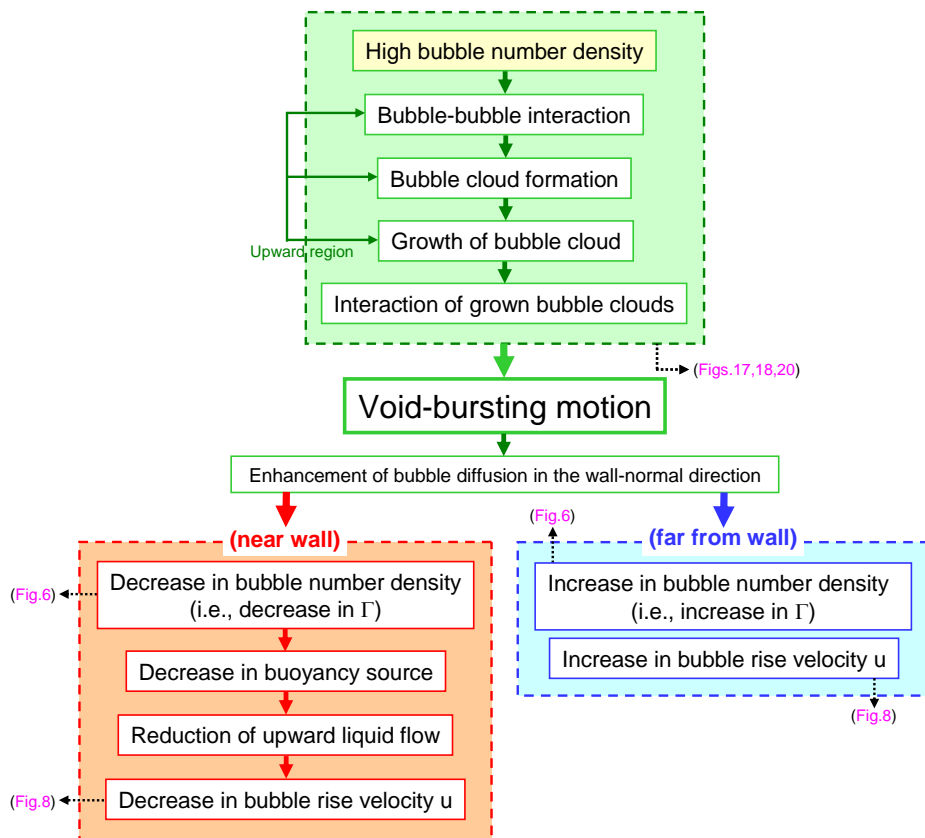 High bubble number density
Bubble-bubble interaction
Bubble cloud formation
Growth of bubble cloud
Upward region
Interaction of grown bubble clouds
(Figs.17,18,20)
Void-bursting motion
Enhancement of bubble diffusion in the wall-normal direction
(near wall)
(Fig.6)
Decrease in bubble number density
(i.e., decrease in Γ)
Decrease in buoyancy source
Reduction of upward liquid flow
(Fig.8)
Decrease in bubble rise velocity u
(Fig.6)
(far from wall)
Increase in bubble number density
(i.e., increase in Γ)
Increase in bubble rise velocity u
(Fig.8)